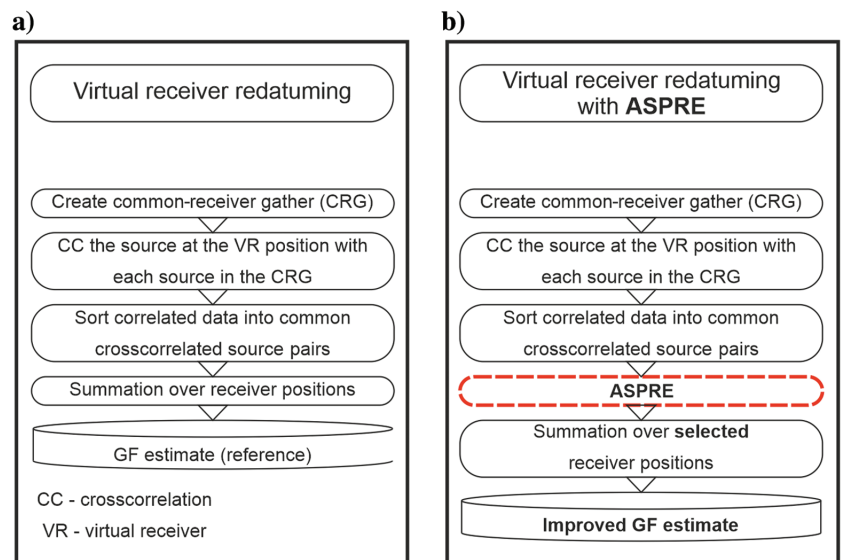 a)
Virtual receiver redatuming
Create common-receiver gather (CRG)
CC the source at the VR position with
each source in the CRG
Sort correlated data into common
crosscorrelated source pairs
Summation over receiver positions
GF estimate (reference)
CC - crosscorrelation
VR - virtual receiver
b)
Virtual receiver redatuming
with ASPRE
Create common-receiver gather (CRG)
CC the source at the VR position with
each source in the CRG
Sort correlated data into common
crosscorrelated source pairs
ASPRE
Summation over selected
receiver positions
Improved GF estimate